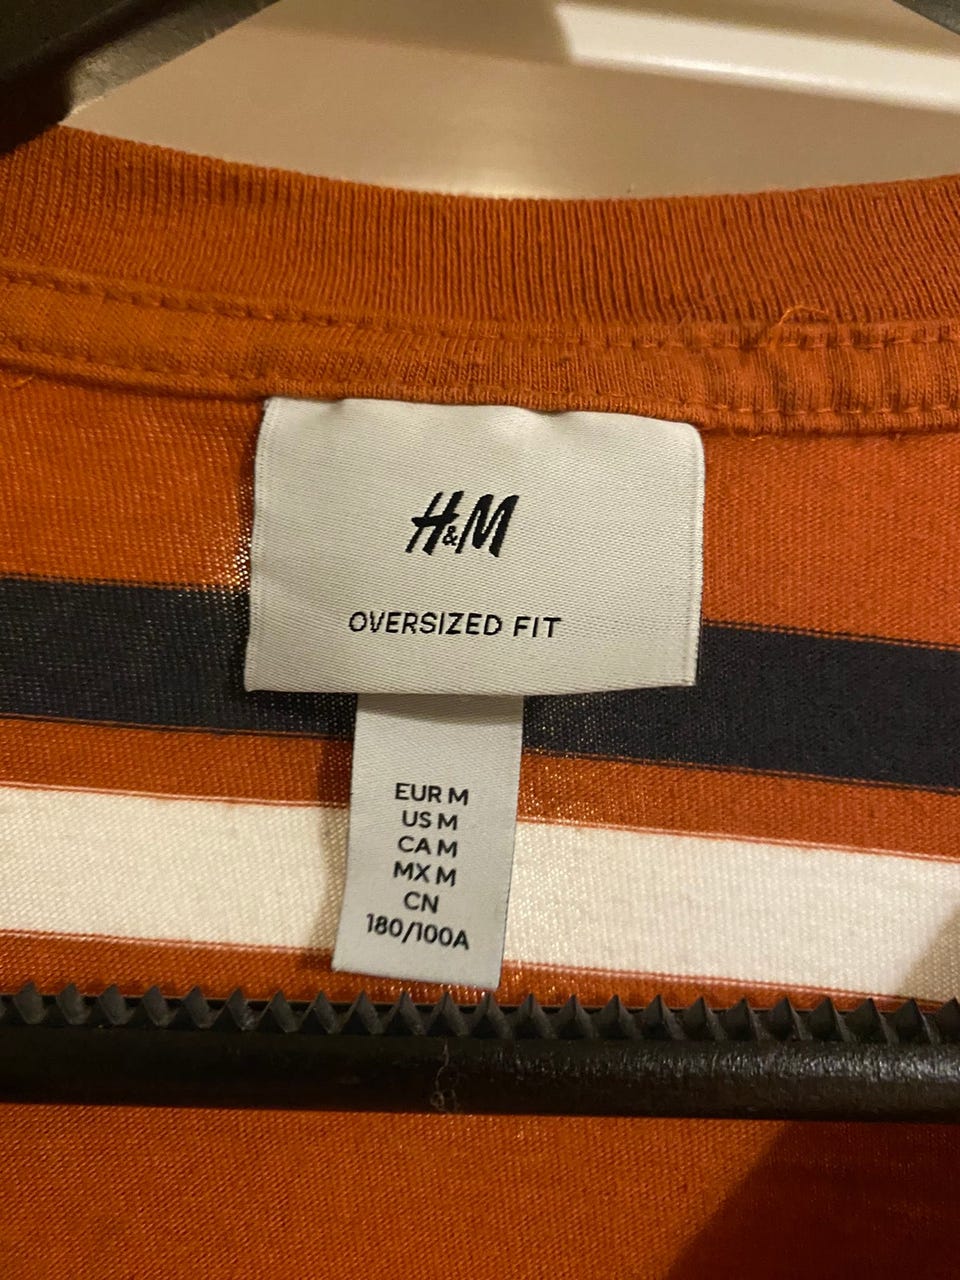 H&M
OVERSIZED FIT
EUR M
US M
CA M
MX M
CN
180/100A